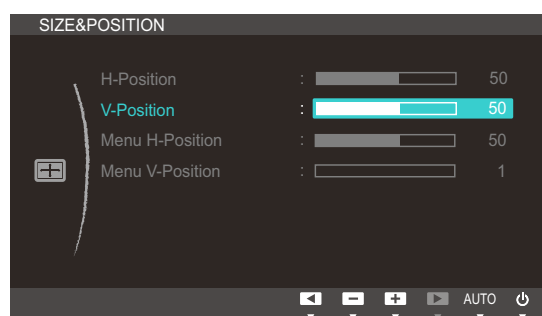 SIZE&POSITION
H-Position : 50
V-Position : 50
Menu H-Position : 50
Menu V-Position : 1
AUTO